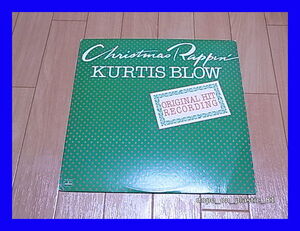 Christmas Rappin'
KURTIS BLOW
ORIGINAL HIT
RECORDING